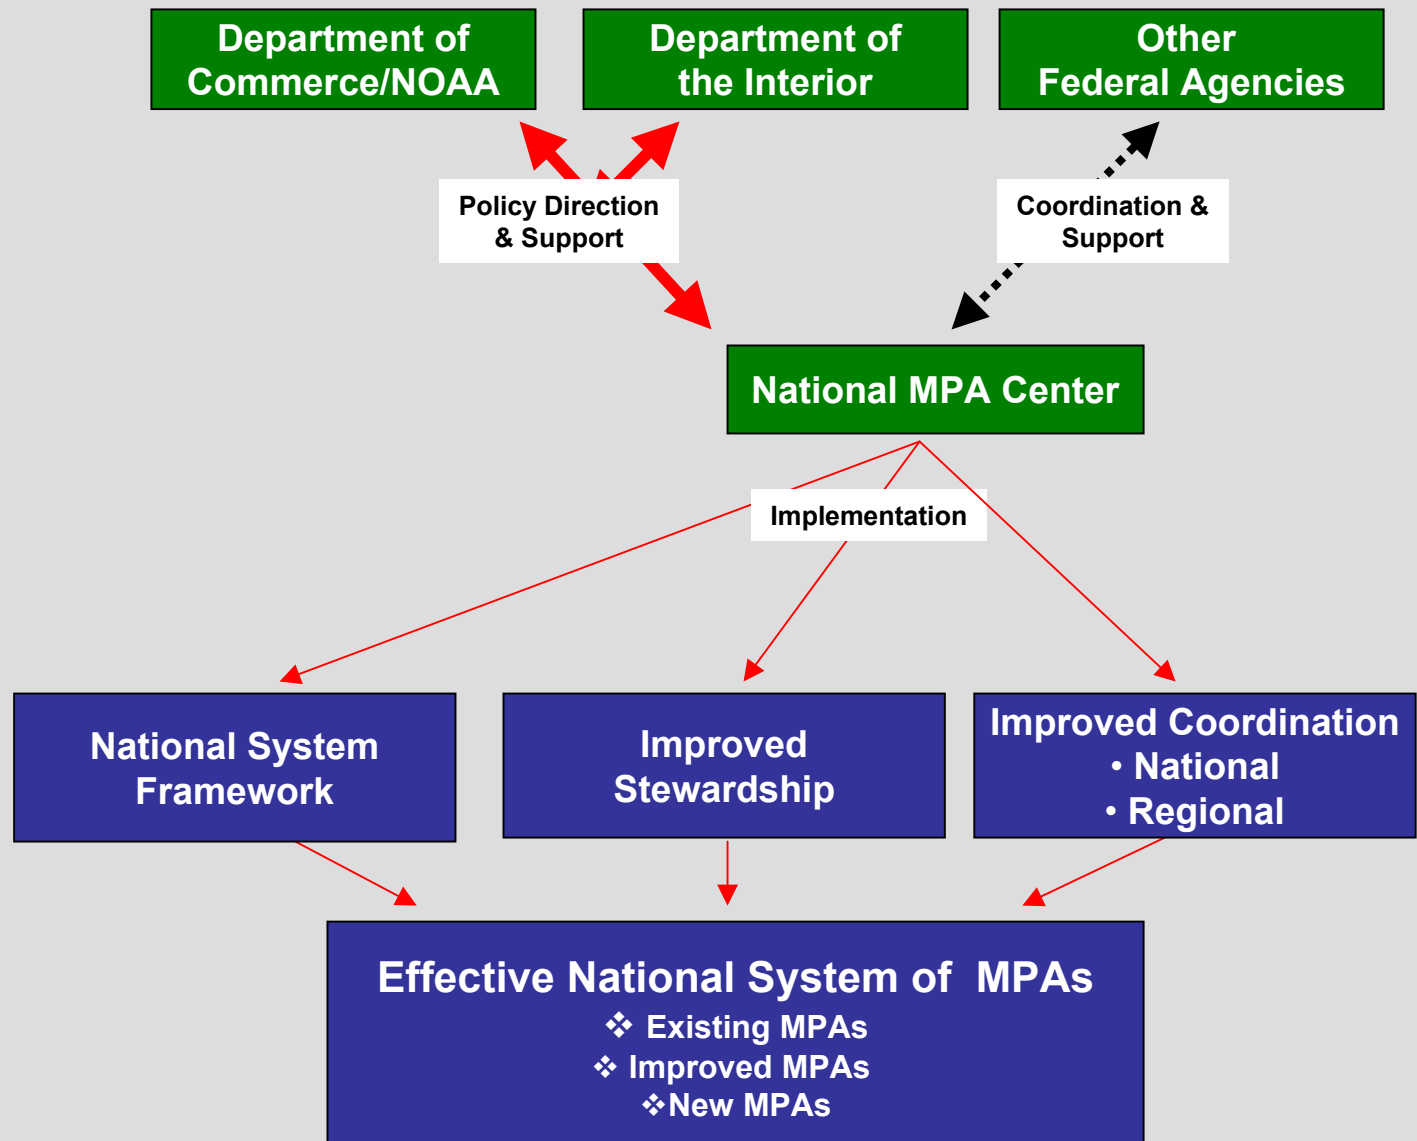 Department of
Commerce/NOAA
Department of
the Interior
Other
Federal Agencies
Policy Direction
& Support
Coordination &
Support
National MPA Center
Implementation
National System
Framework
Improved
Stewardship
Improved Coordination
• National
• Regional
Effective National System of MPAs
❖ Existing MPAs
❖ Improved MPAs
❖New MPAs